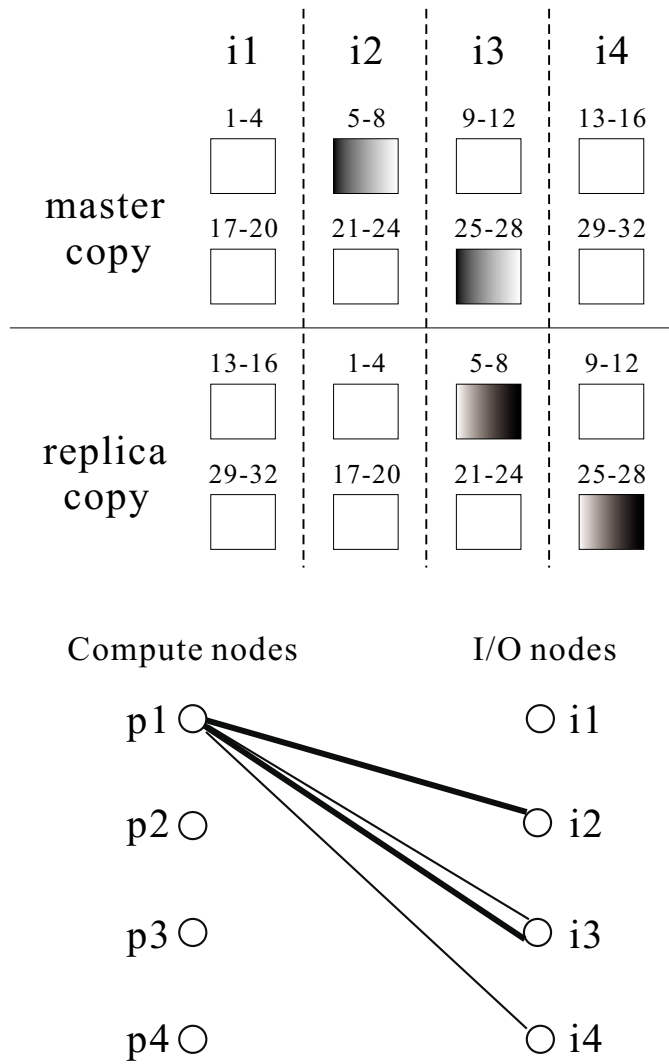 i1 i2 i3 i4
1-4 5-8 9-12 13-16
master
copy
17-20 21-24 25-28 29-32
13-16 1-4 5-8 9-12
replica
copy
29-32 17-20 21-24 25-28
Compute nodes I/O nodes
p1 i1
p2 i2
p3 i3
p4 i4